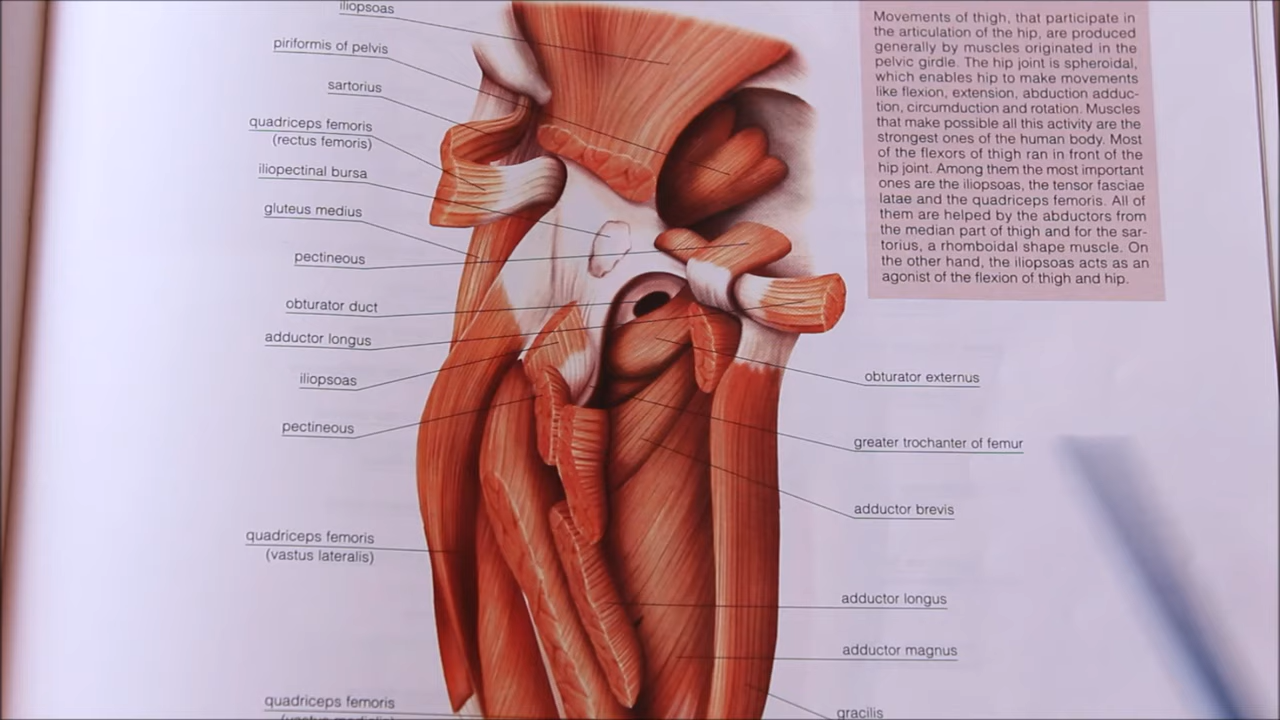 iliopsoas
piriformis of pelvis
sartorius
quadriceps femoris
(rectus femoris)
iliopectinal bursa
gluteus medius
pectineous
obturator duct
adductor longus
iliopsoas
pectineous
quadriceps femoris
(vastus lateralis)
quadriceps femoris
(vastus medialis)
Movements of thigh, that participate in
the articulation of the hip, are produced
generally by muscles originated in the
pelvic girdle. The hip joint is spheroidal,
which enables hip to make movements
like flexion, extension, abduction adduc-
tion, circumduction and rotation. Muscles
that make possible all this activity are the
strongest ones of the human body. Most
of the flexors of thigh ran in front of the
hip joint. Among them the most important
ones are the iliopsoas, the tensor fasciae
latae and the quadriceps femoris. All of
them are helped by the abductors from
the median part of thigh and for the sar-
torius, a rhomboidal shape muscle. On
the other hand, the iliopsoas acts as an
agonist of the flexion of thigh and hip.
obturator externus
greater trochanter of femur
adductor brevis
adductor longus
adductor magnus
gracilis